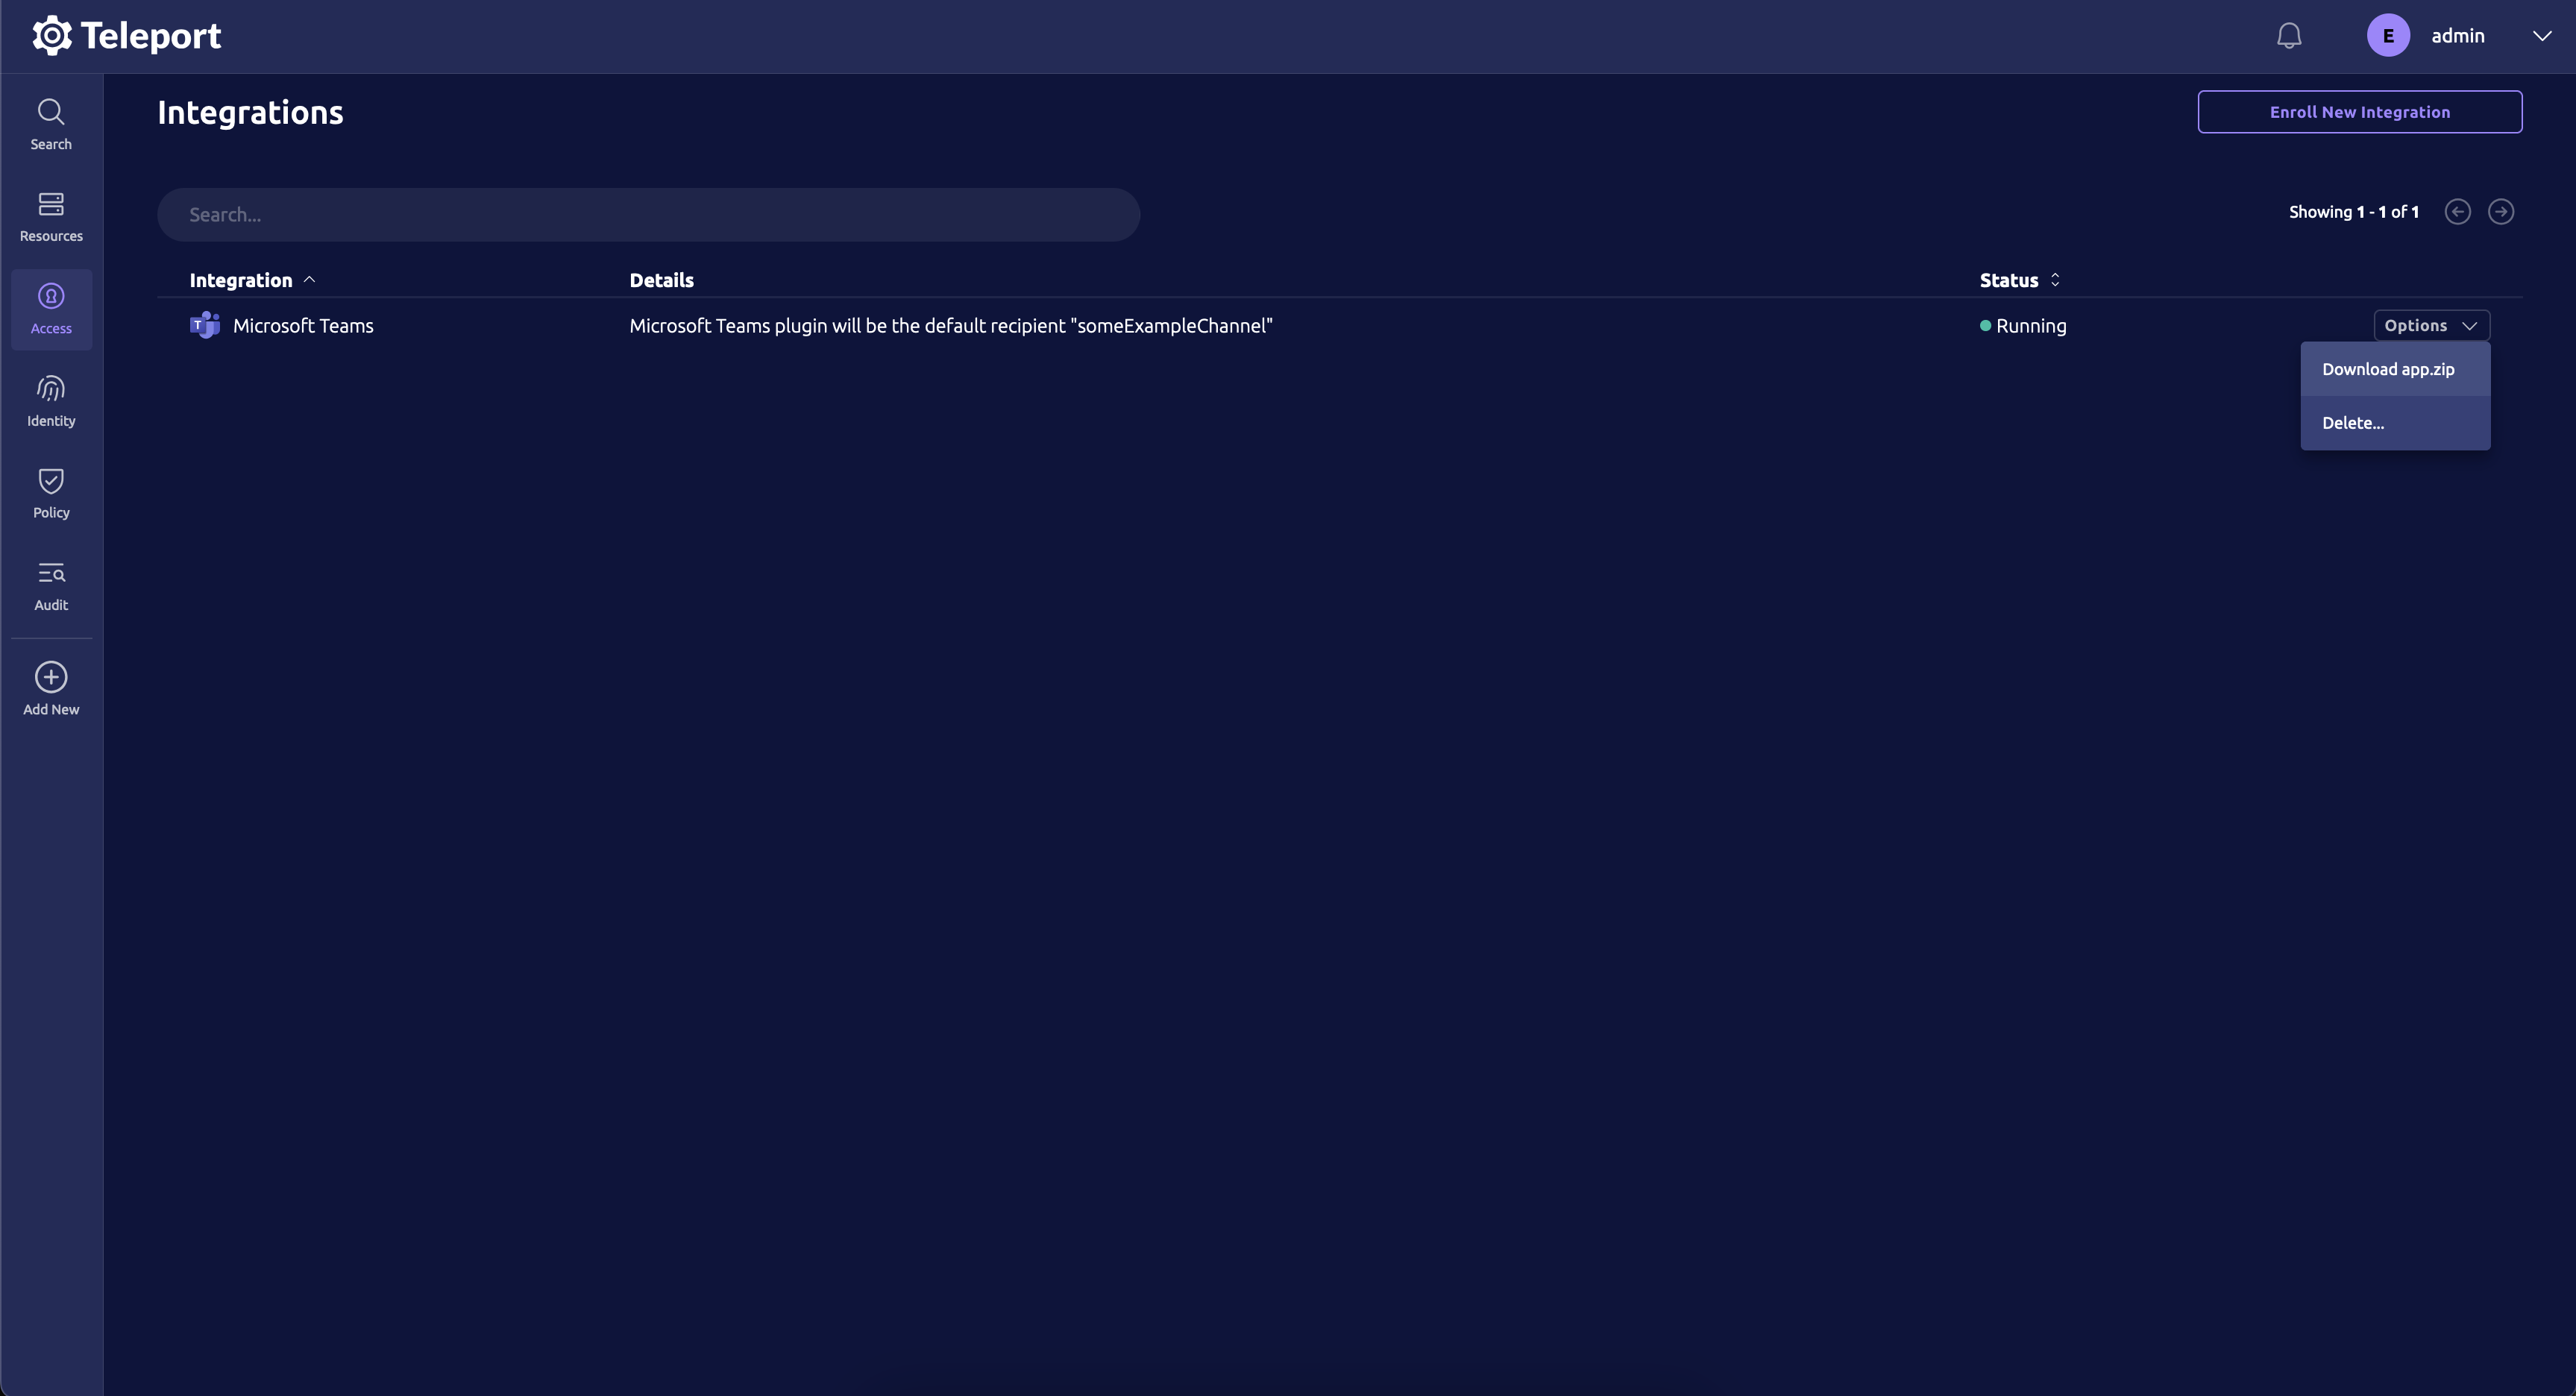 Teleport
E admin
Search
Resources
Access
Identity
Policy
Audit
Add New
Integrations
Enroll New Integration
Search...
Showing 1 - 1 of 1
Integration Details Status
T Microsoft Teams Microsoft Teams plugin will be the default recipient "someExampleChannel" Running Options
Download app.zip
Delete...